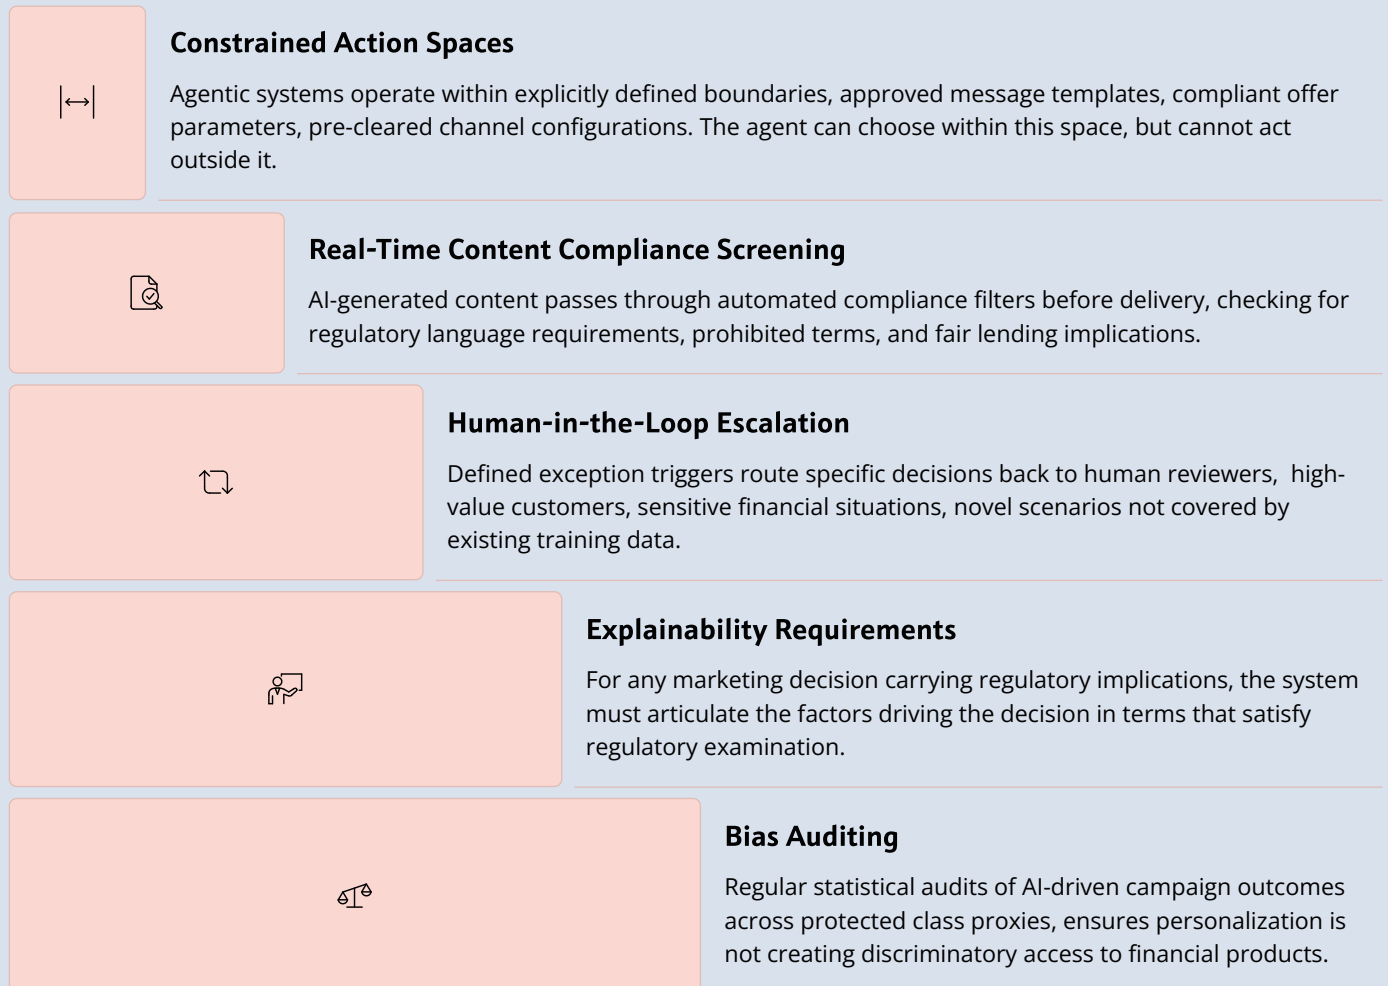 Constrained Action Spaces
Agentic systems operate within explicitly defined boundaries, approved message templates, compliant offer
parameters, pre-cleared channel configurations. The agent can choose within this space, but cannot act
outside it.
Real-Time Content Compliance Screening
AI-generated content passes through automated compliance filters before delivery, checking for
regulatory language requirements, prohibited terms, and fair lending implications.
Human-in-the-Loop Escalation
Defined exception triggers route specific decisions back to human reviewers,  high-
value customers, sensitive financial situations, novel scenarios not covered by
existing training data.
Explainability Requirements
For any marketing decision carrying regulatory implications, the system
must articulate the factors driving the decision in terms that satisfy
regulatory examination.
Bias Auditing
Regular statistical audits of AI-driven campaign outcomes
across protected class proxies, ensures personalization is
not creating discriminatory access to financial products.